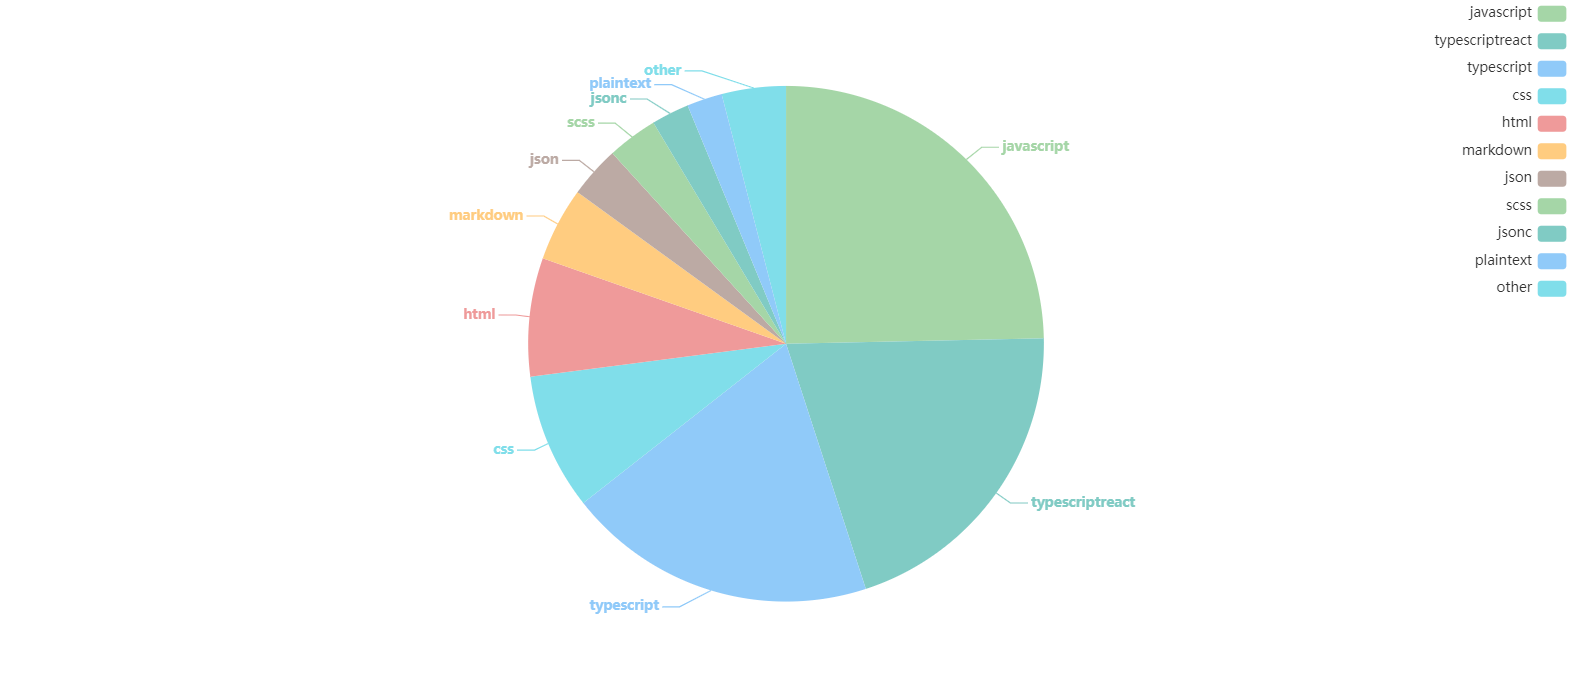 other
plaintext
jsonc
scss
javascript
json
markdown
html
css
typescriptreact
typescript
javascript
typescriptreact
typescript
css
html
markdown
json
scss
jsonc
plaintext
other